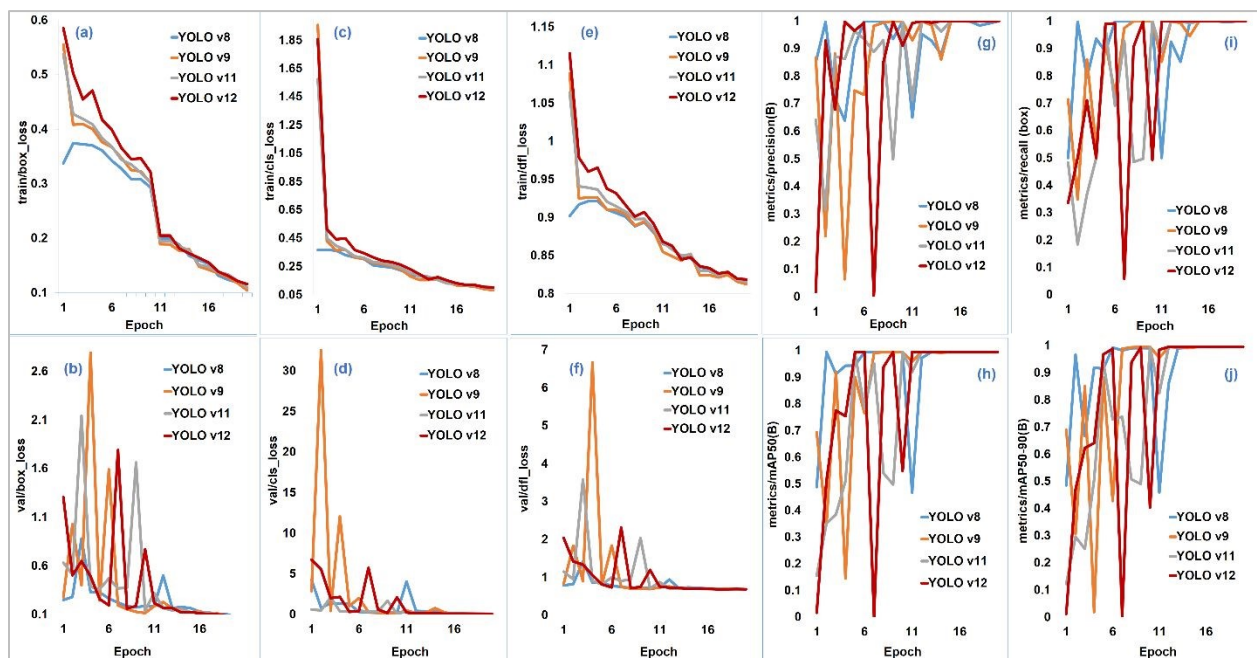 (a)
YOLO v8
YOLO v9
YOLO v11
YOLO v12
train/box_loss
0.6
0.5
0.4
0.3
0.2
0.1
1 6 11 16
Epoch
(c)
YOLO v8
YOLO v9
YOLO v11
YOLO v12
train/cls_loss
1.85
1.65
1.45
1.25
1.05
0.85
0.65
0.45
0.25
0.05
1 6 11 16
Epoch
(e)
YOLO v8
YOLO v9
YOLO v11
YOLO v12
train/dfl_loss
1.15
1.1
1.05
1
0.95
0.9
0.85
0.8
1 6 11 16
Epoch
(g)
YOLO v8
YOLO v9
YOLO v11
YOLO v12
metrics/precision(B)
1
0.9
0.8
0.7
0.6
0.5
0.4
0.3
0.2
0.1
0
1 6 11 16
Epoch
(i)
YOLO v8
YOLO v9
YOLO v11
YOLO v12
metrics/recall (box)
1
0.9
0.8
0.7
0.6
0.5
0.4
0.3
0.2
0.1
0
1 6 11 16
Epoch
(b)
YOLO v8
YOLO v9
YOLO v11
YOLO v12
val/box_loss
2.6
2.1
1.6
1.1
0.6
0.1
1 6 11 16
Epoch
(d)
YOLO v8
YOLO v9
YOLO v11
YOLO v12
val/cls_loss
30
25
20
15
10
5
0
1 6 11 16
Epoch
(f)
YOLO v8
YOLO v9
YOLO v11
YOLO v12
val/dfl_loss
7
6
5
4
3
2
1
0
1 6 11 16
Epoch
(h)
YOLO v8
YOLO v9
YOLO v11
YOLO v12
metrics/mAP50(B)
1
0.9
0.8
0.7
0.6
0.5
0.4
0.3
0.2
0.1
0
1 6 11 16
Epoch
(j)
YOLO v8
YOLO v9
YOLO v11
YOLO v12
metrics/mAP50-90(B)
1
0.9
0.8
0.7
0.6
0.5
0.4
0.3
0.2
0.1
0
1 6 11 16
Epoch